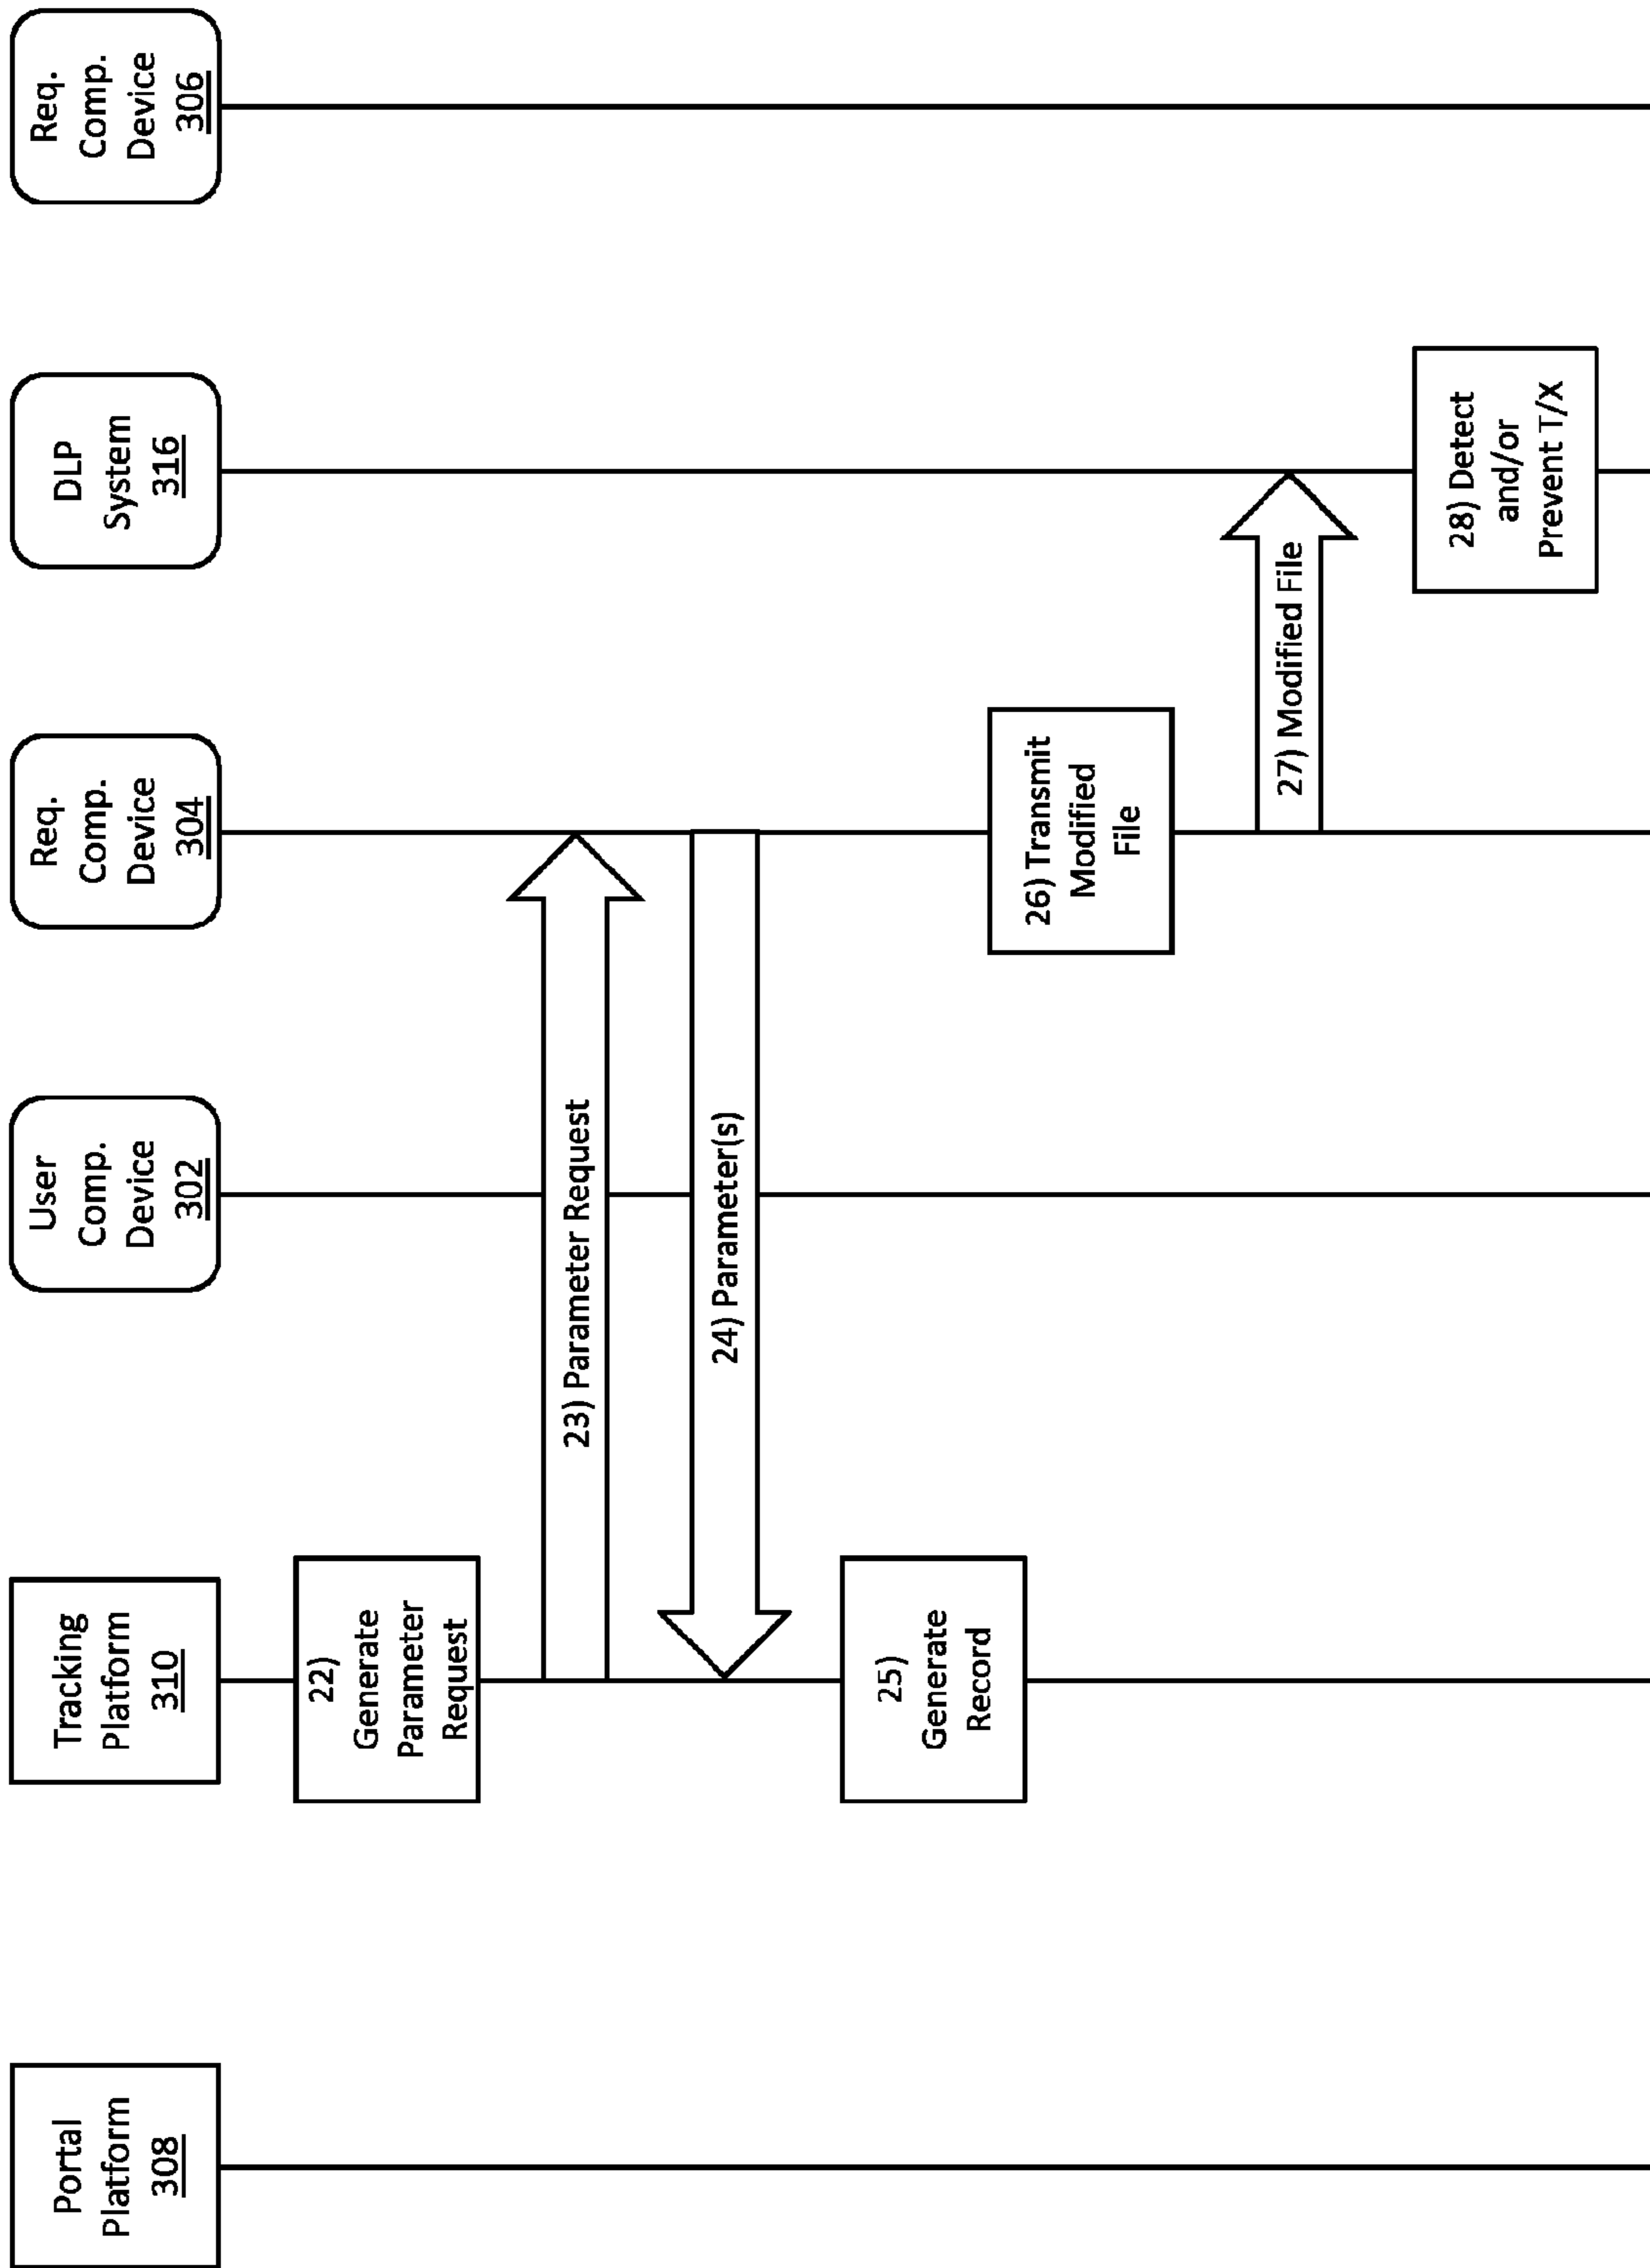 Portal
Platform
308
Tracking
Platform
310
User
Comp.
Device
302
Req.
Comp.
Device
304
DLP
System
316
Req.
Comp.
Device
306
22)
Generate
Parameter
Request
23) Parameter Request
24) Parameter(s)
25)
Generate
Record
26) Transmit
Modified
File
27) Modified File
28) Detect
and/or
Prevent T/X